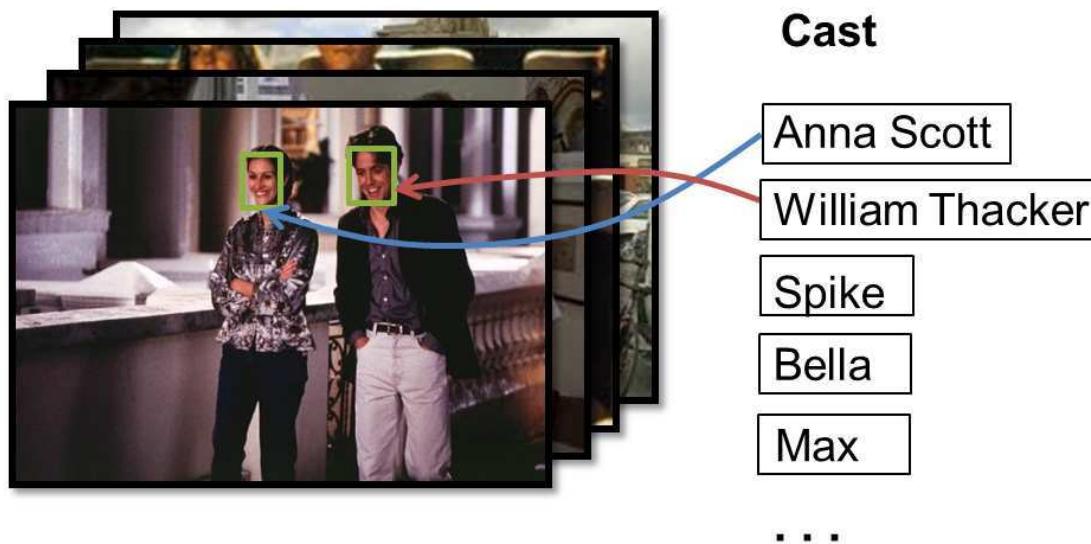 Cast
Anna Scott
William Thacker
Spike
Bella
Max
. . .